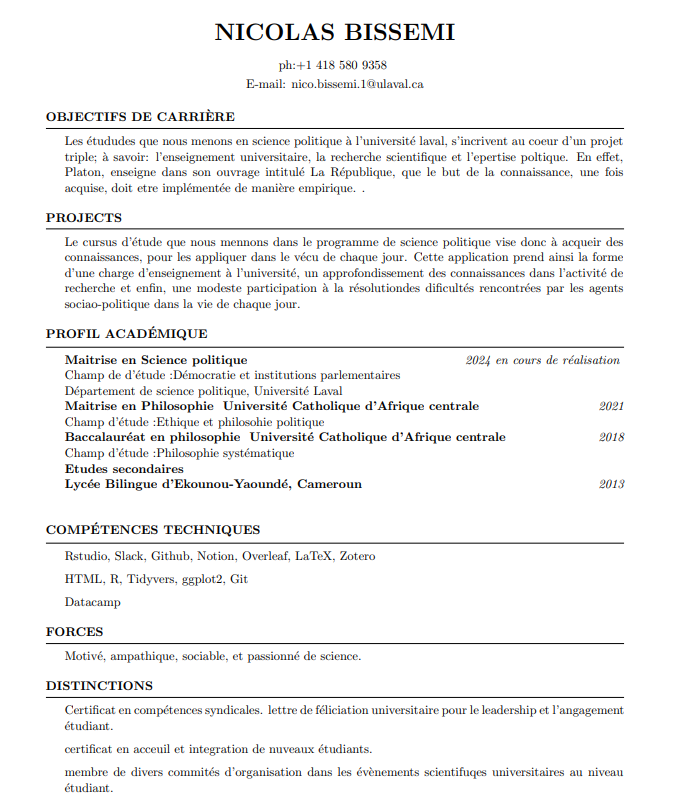 NICOLAS BISSEMI
ph:+1 418 580 9358
E-mail: nico.bissemi.1@ulaval.ca
OBJECTIFS DE CARRIÈRE
Les étududes que nous menons en science politique à l'université laval, s'incrivent au coeur d'un projet
triple; à savoir: l'enseignement universitaire, la recherche scientifique et l'epertise poltique. En effet,
Platon, enseigne dans son ouvrage intitulé La République, que le but de la connaissance, une fois
acquise, doit etre implémentée de manière empirique. .
PROJECTS
Le cursus d'étude que nous mennons dans le programme de science politique vise donc à acqueir des
connaissances, pour les appliquer dans le vécu de chaque jour. Cette application prend ainsi la forme
d'une charge d'enseignement à l'université, un approfondissement des connaissances dans l'activité de
recherche et enfin, une modeste participation à la résolutiondes dificultés rencontrées par les agents
sociao-politique dans la vie de chaque jour.
PROFIL ACADÉMIQUE
Maitrise en Science politique 2024 en cours de réalisation
Champ de d'étude :Démocratie et institutions parlementaires
Département de science politique, Université Laval
Maitrise en Philosophie Université Catholique d'Afrique centrale 2021
Champ d'étude :Ethique et philosohie politique
Baccalauréat en philosophie Université Catholique d'Afrique centrale 2018
Champ d'étude :Philosophie systématique
Etudes secondaires
Lycée Bilingue d'Ekounou-Yaoundé, Cameroun 2013
COMPÉTENCES TECHNIQUES
Rstudio, Slack, Github, Notion, Overleaf, LaTeX, Zotero
HTML, R, Tidyvers, ggplot2, Git
Datacamp
FORCES
Motivé, ampathique, sociable, et passionné de science.
DISTINCTIONS
Certificat en compétences syndicales. lettre de féliciation universitaire pour le leadership et l'angagement
étudiant.
certificat en acceuil et integration de nuveaux étudiants.
membre de divers commités d'organisation dans les évènements scientifuqes universitaires au niveau
étudiant.